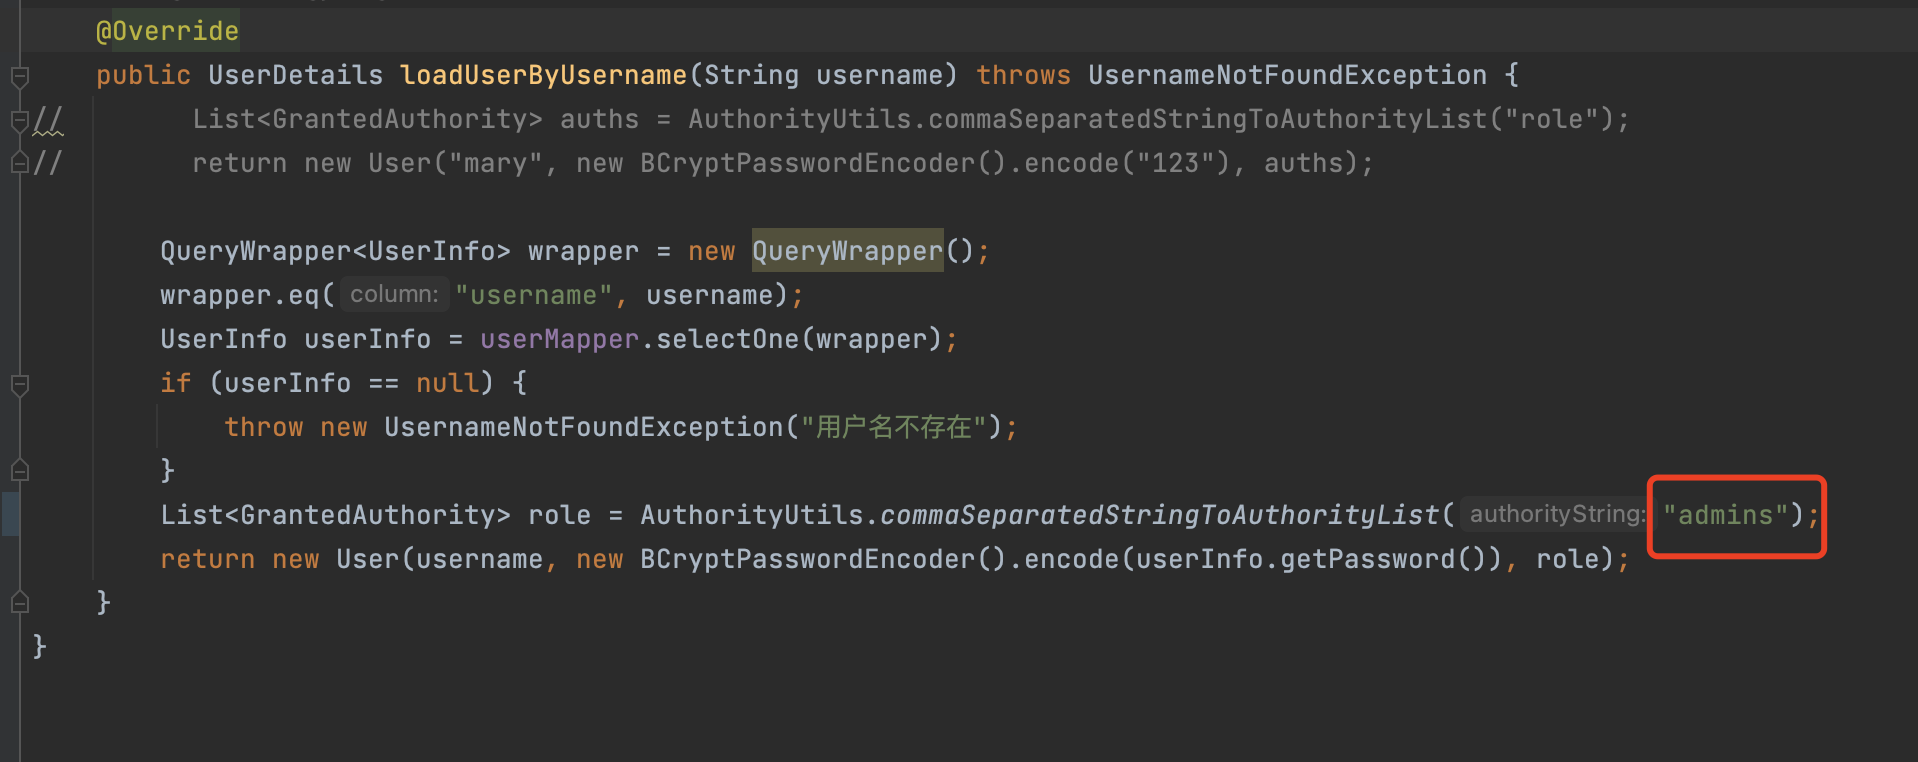 @Override
public UserDetails loadUserByUsername(String username) throws UsernameNotFoundException {
//        List<GrantedAuthority> auths = AuthorityUtils.commaSeparatedStringToAuthorityList("role");
//        return new User("mary", new BCryptPasswordEncoder().encode("123"), auths);
QueryWrapper<UserInfo> wrapper = new QueryWrapper();
wrapper.eq( column: "username", username);
UserInfo userInfo = userMapper.selectOne(wrapper);
if (userInfo == null) {
throw new UsernameNotFoundException("用户名不存在");
}
List<GrantedAuthority> role = AuthorityUtils.commaSeparatedStringToAuthorityList( authorityString: "admins");
return new User(username, new BCryptPasswordEncoder().encode(userInfo.getPassword()), role);
}
}